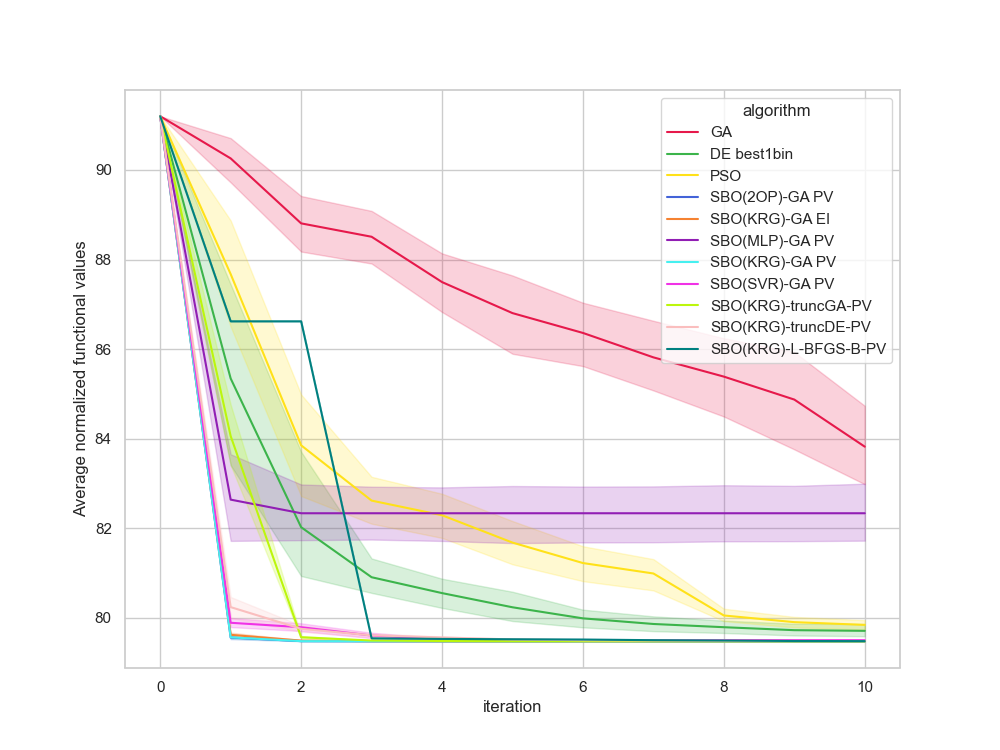 algorithm
GA
DE best1bin
PSO
SBO(2OP)-GA PV
SBO(KRG)-GA EI
SBO(MLP)-GA PV
SBO(KRG)-GA PV
SBO(SVR)-GA PV
SBO(KRG)-truncGA-PV
SBO(KRG)-truncDE-PV
SBO(KRG)-L-BFGS-B-PV
Average normalized functional values
90
88
86
84
82
80
0 2 4 6 8 10
iteration